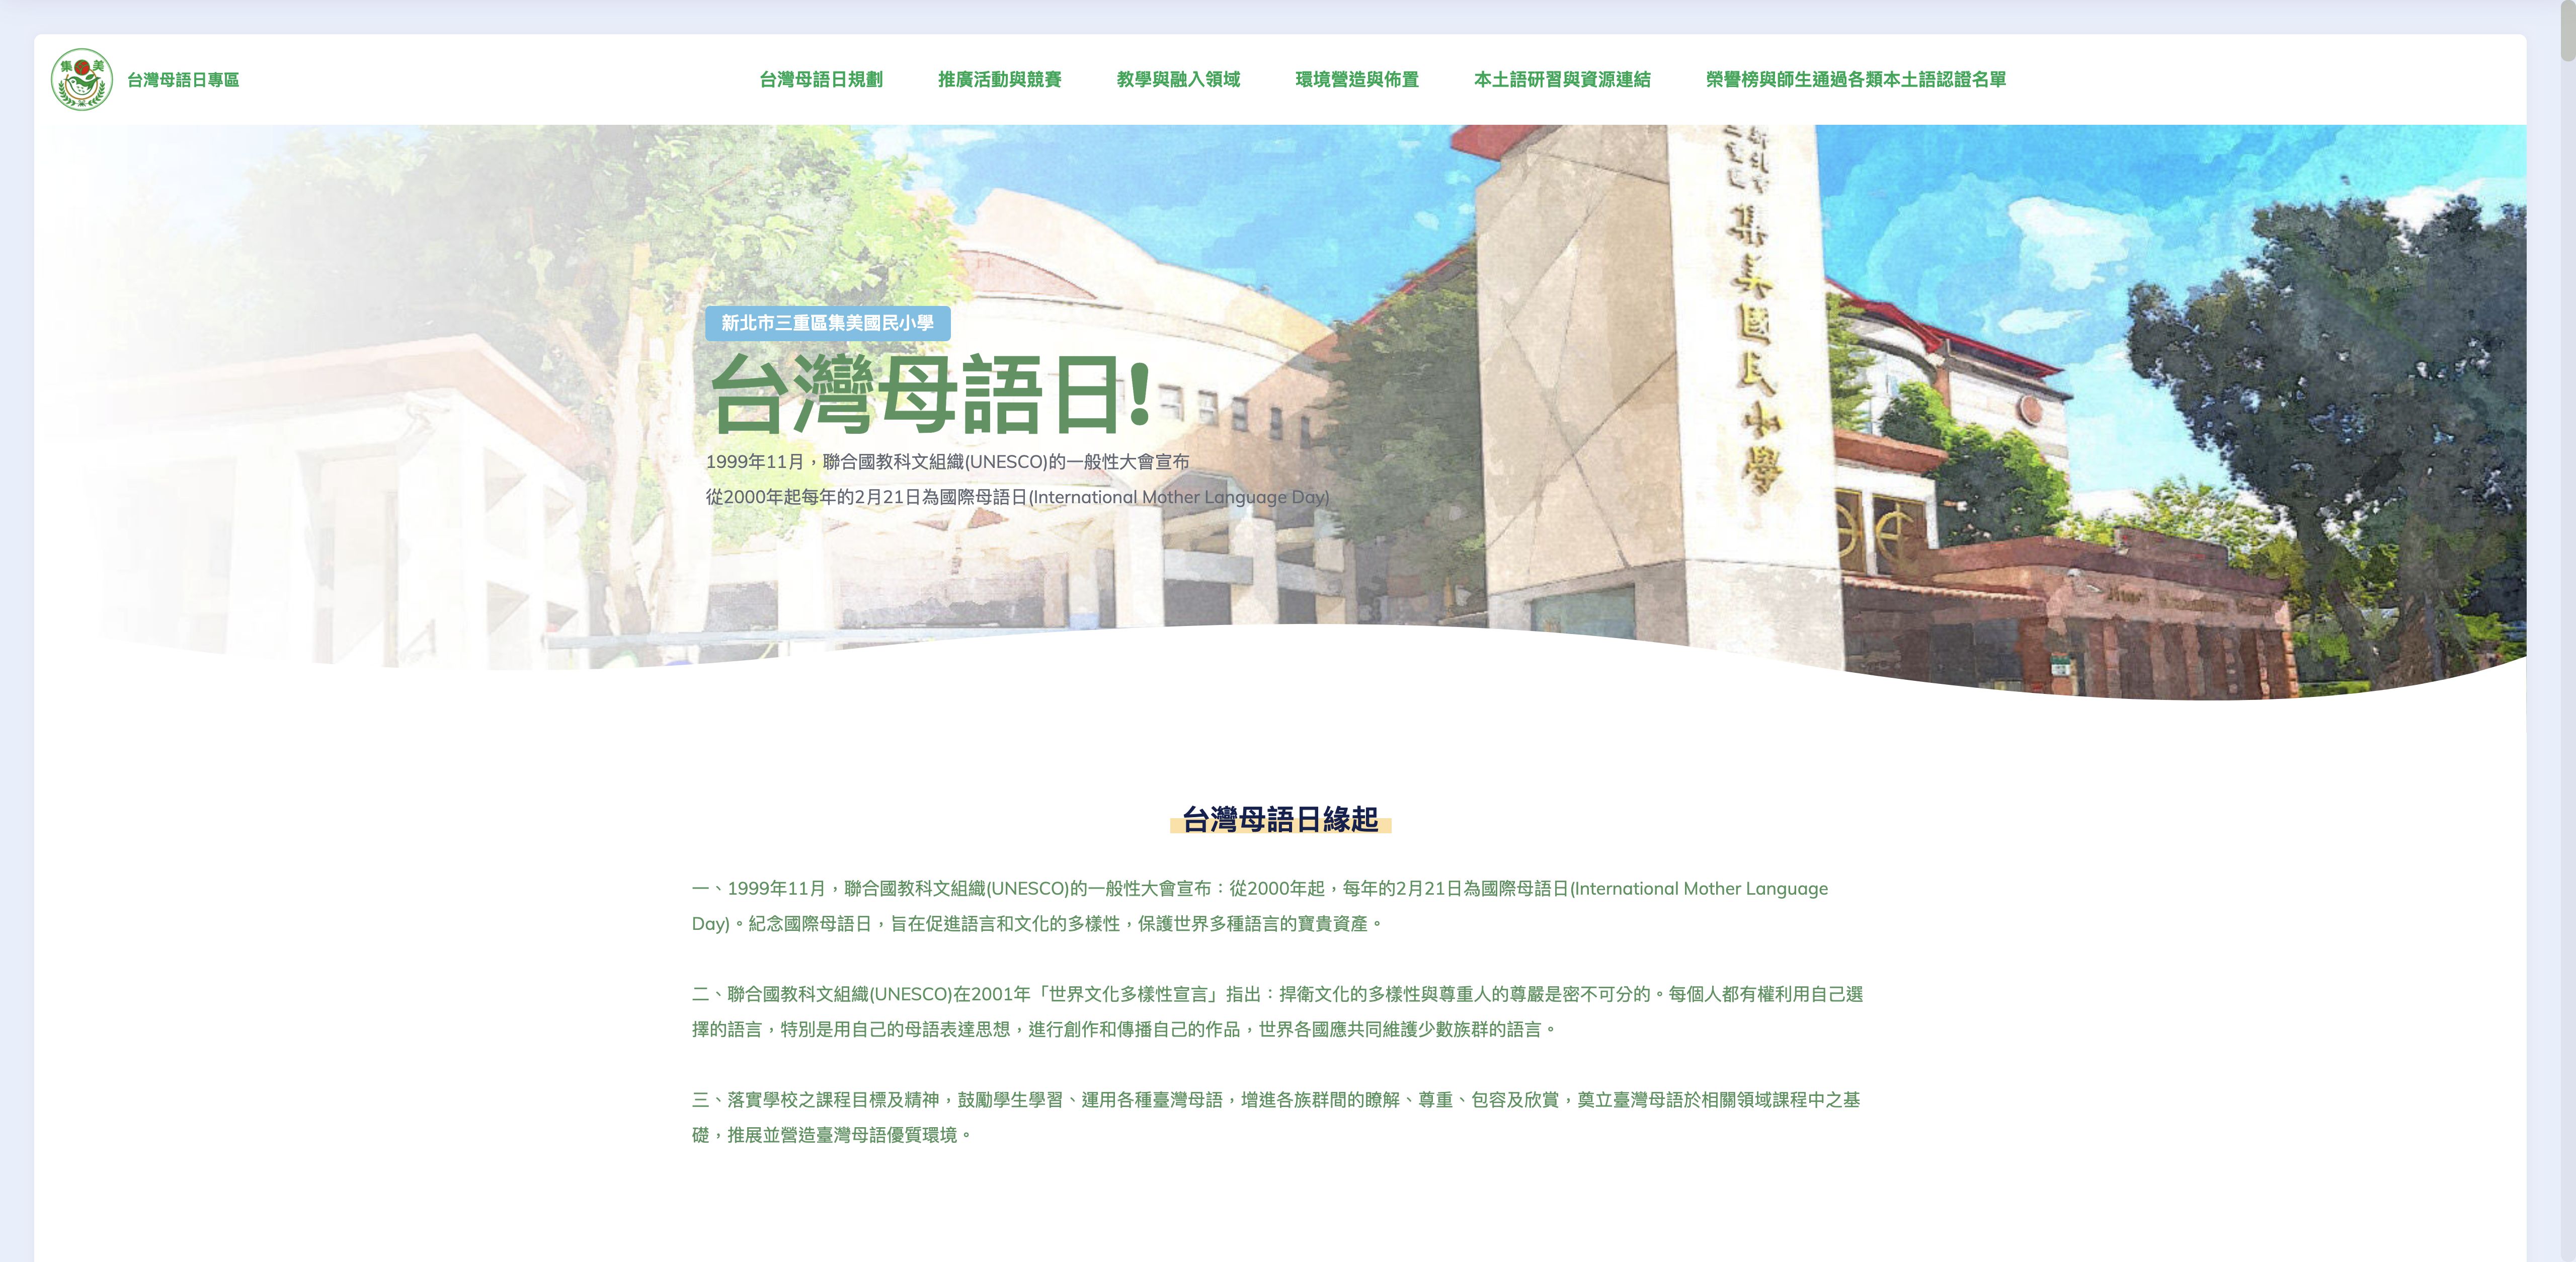 集美
台灣母語日專區
台灣母語日規劃
推廣活動與競賽
教學與融入領域
環境營造與佈置
本土語研習與資源連結
榮譽榜與師生通過各類本土語認證名單
新北市
三重區
集美國民小學
新北市三重區集美國民小學
台灣母語日!
1999年11月，聯合國教科文組織(UNESCO)的一般性大會宣布
從2000年起每年的2月21日為國際母語日(International Mother Language Day)
台灣母語日緣起
一、1999年11月，聯合國教科文組織(UNESCO)的一般性大會宣布：從2000年起，每年的2月21日為國際母語日(International Mother Language
Day)。紀念國際母語日，旨在促進語言和文化的多樣性，保護世界多種語言的寶貴資產。
二、聯合國教科文組織(UNESCO)在2001年「世界文化多樣性宣言」指出：捍衛文化的多樣性與尊重人的尊嚴是密不可分的。每個人都有權利用自己選
擇的語言，特別是用自己的母語表達思想，進行創作和傳播自己的作品，世界各國應共同維護少數族群的語言。
三、落實學校之課程目標及精神，鼓勵學生學習、運用各種臺灣母語，增進各族群間的瞭解、尊重、包容及欣賞，奠立臺灣母語於相關領域課程中之基
礎，推展並營造臺灣母語優質環境。